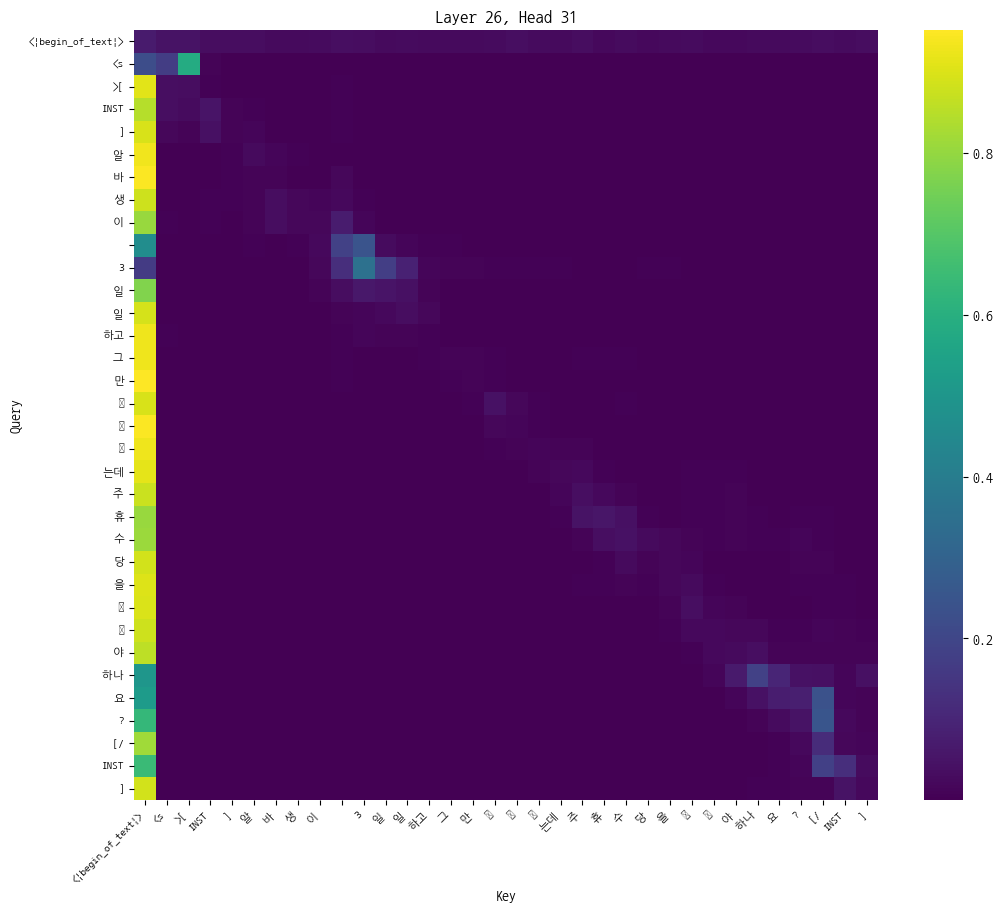 Layer 26, Head 31
Query
<|begin_of_text|>
<s
>[
INST
]
알
바
생
이
3
일
일
하고
그
만
는데
주
휴
수
당
을
야
하나
요
?
[/
INST
]
0.8
0.6
0.4
0.2
<|begin_of_text|>
<s
>[
INST
]
알
바
생
이
3
일
일
하고
그
만
는데
주
휴
수
당
을
야
하나
요
?
[/
INST
]
Key